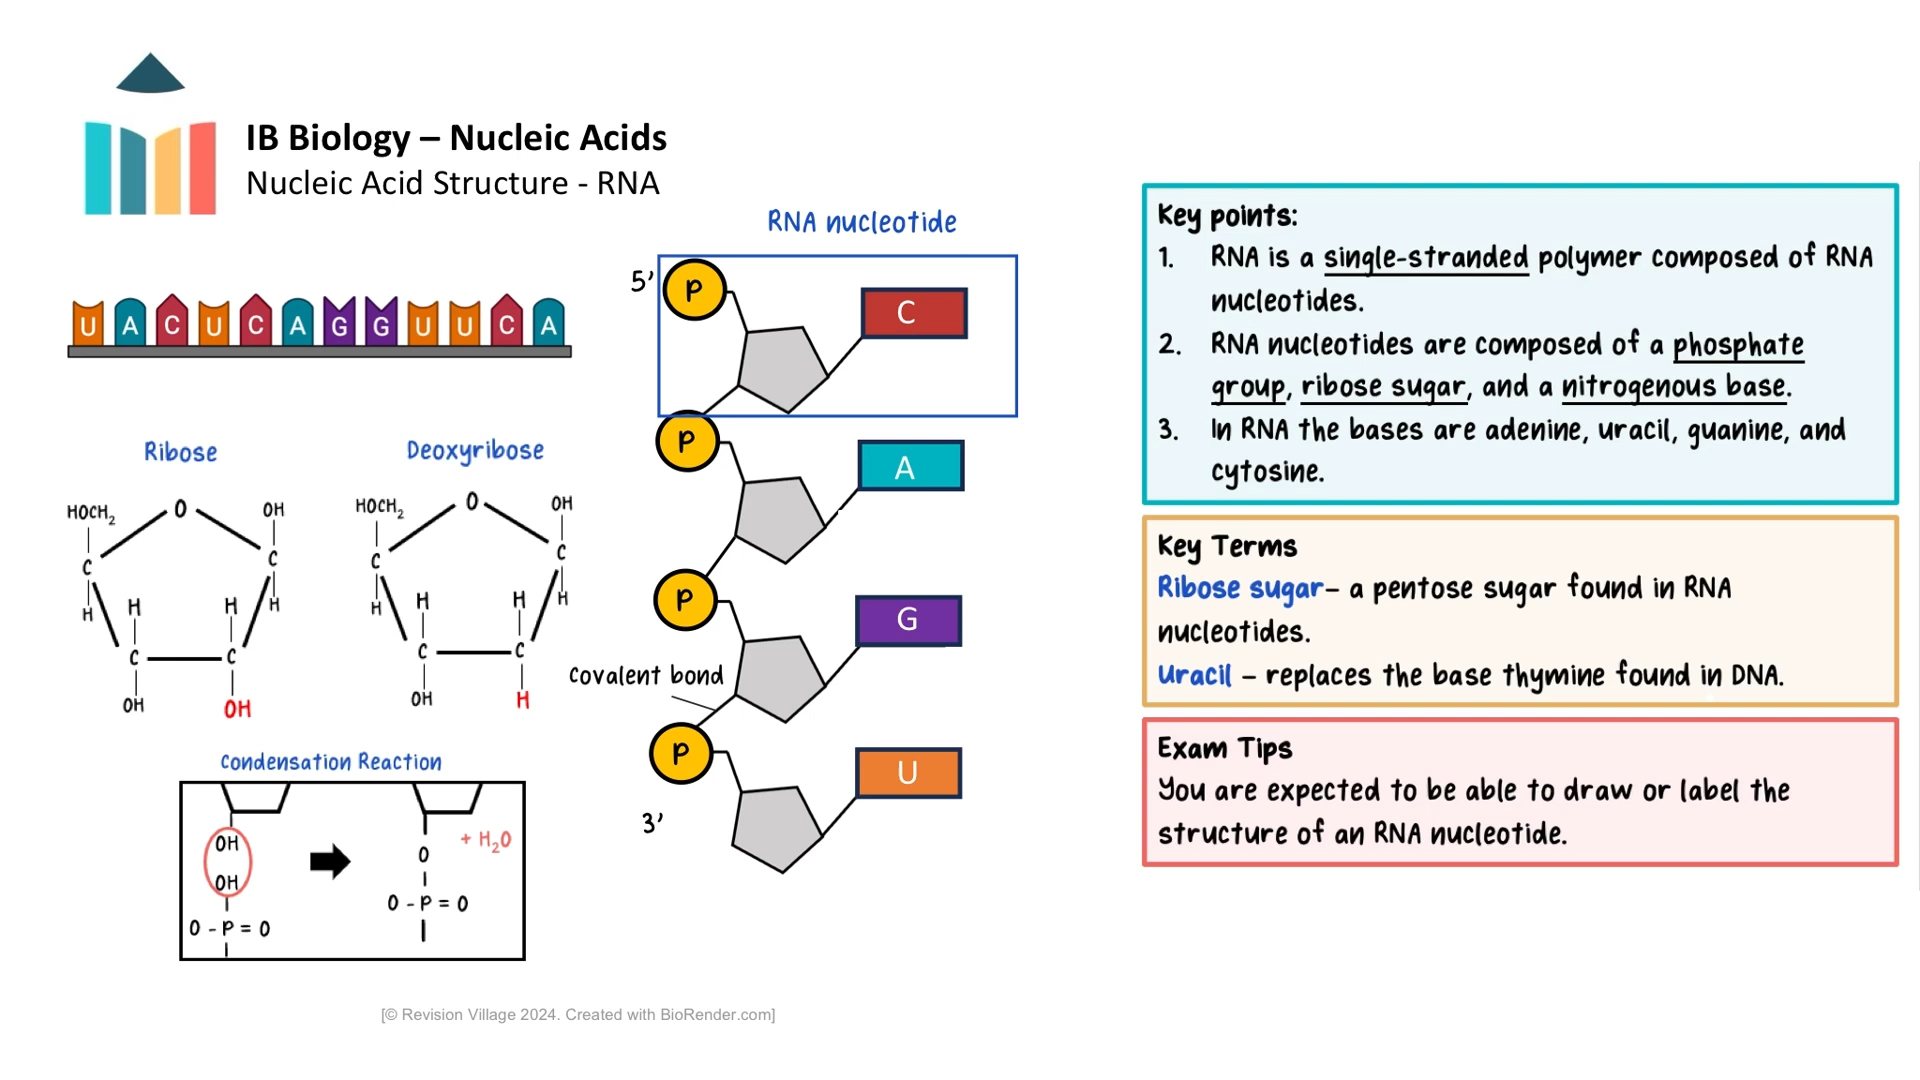 IB Biology – Nucleic Acids
Nucleic Acid Structure - RNA
U A C U C A G G U U C A
Ribose
HOCH₂ O OH
C C
H H H H
C C
OH OH
Deoxyribose
HOCH₂ O OH
C C
H H H H
C C
OH H
Condensation Reaction
OH
OH
O - P = O
+ H₂O
O
O - P = O
RNA nucleotide
5'
P C
P A
P G
covalent bond
P U
3'
Key points:
1. RNA is a single-stranded polymer composed of RNA
nucleotides.
2. RNA nucleotides are composed of a phosphate
group, ribose sugar, and a nitrogenous base.
3. In RNA the bases are adenine, uracil, guanine, and
cytosine.
Key Terms
Ribose sugar– a pentose sugar found in RNA
nucleotides.
Uracil – replaces the base thymine found in DNA.
Exam Tips
You are expected to be able to draw or label the
structure of an RNA nucleotide.
[© Revision Village 2024. Created with BioRender.com]